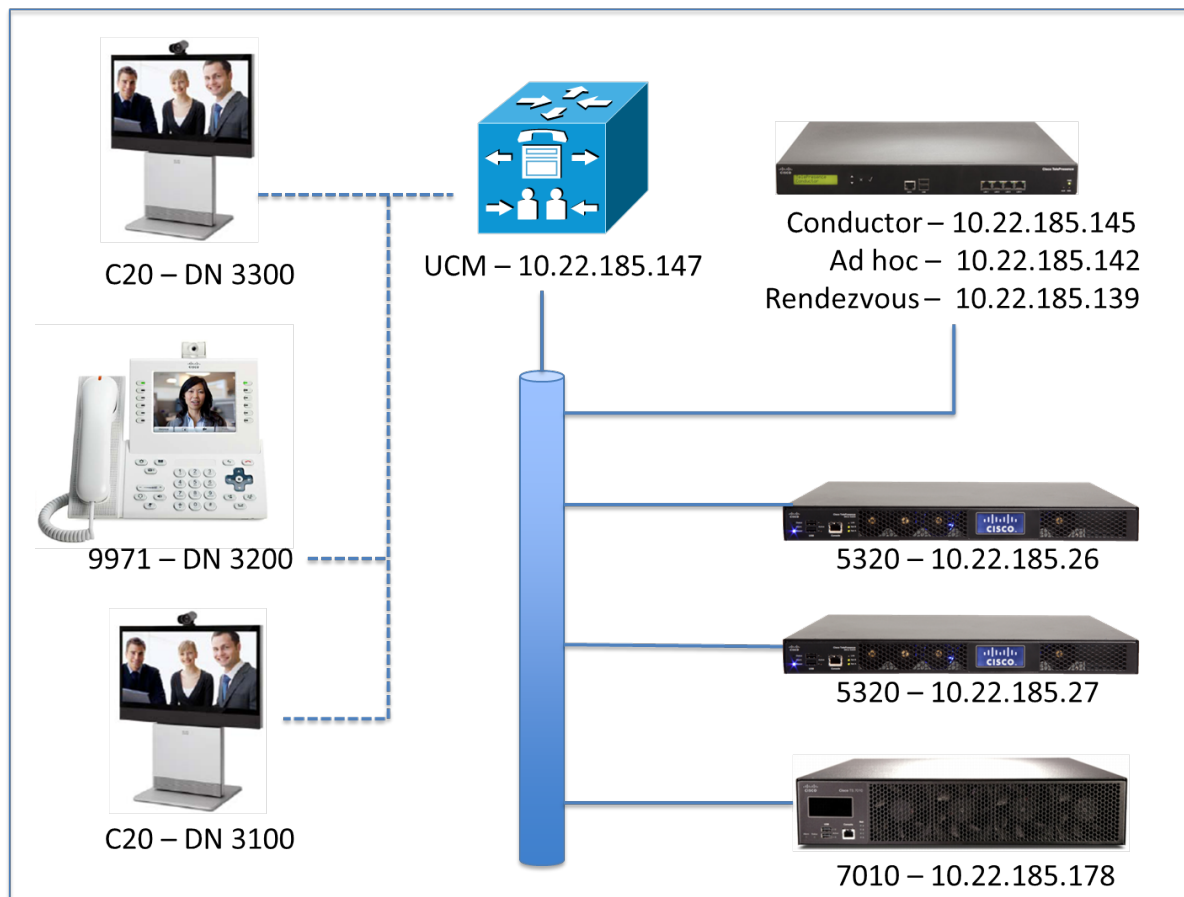 C20 – DN 3300
UCM – 10.22.185.147
Conductor – 10.22.185.145
Ad hoc – 10.22.185.142
Rendezvous – 10.22.185.139
9971 – DN 3200
CISCO
5320 – 10.22.185.26
CISCO
5320 – 10.22.185.27
C20 – DN 3100
7010 – 10.22.185.178